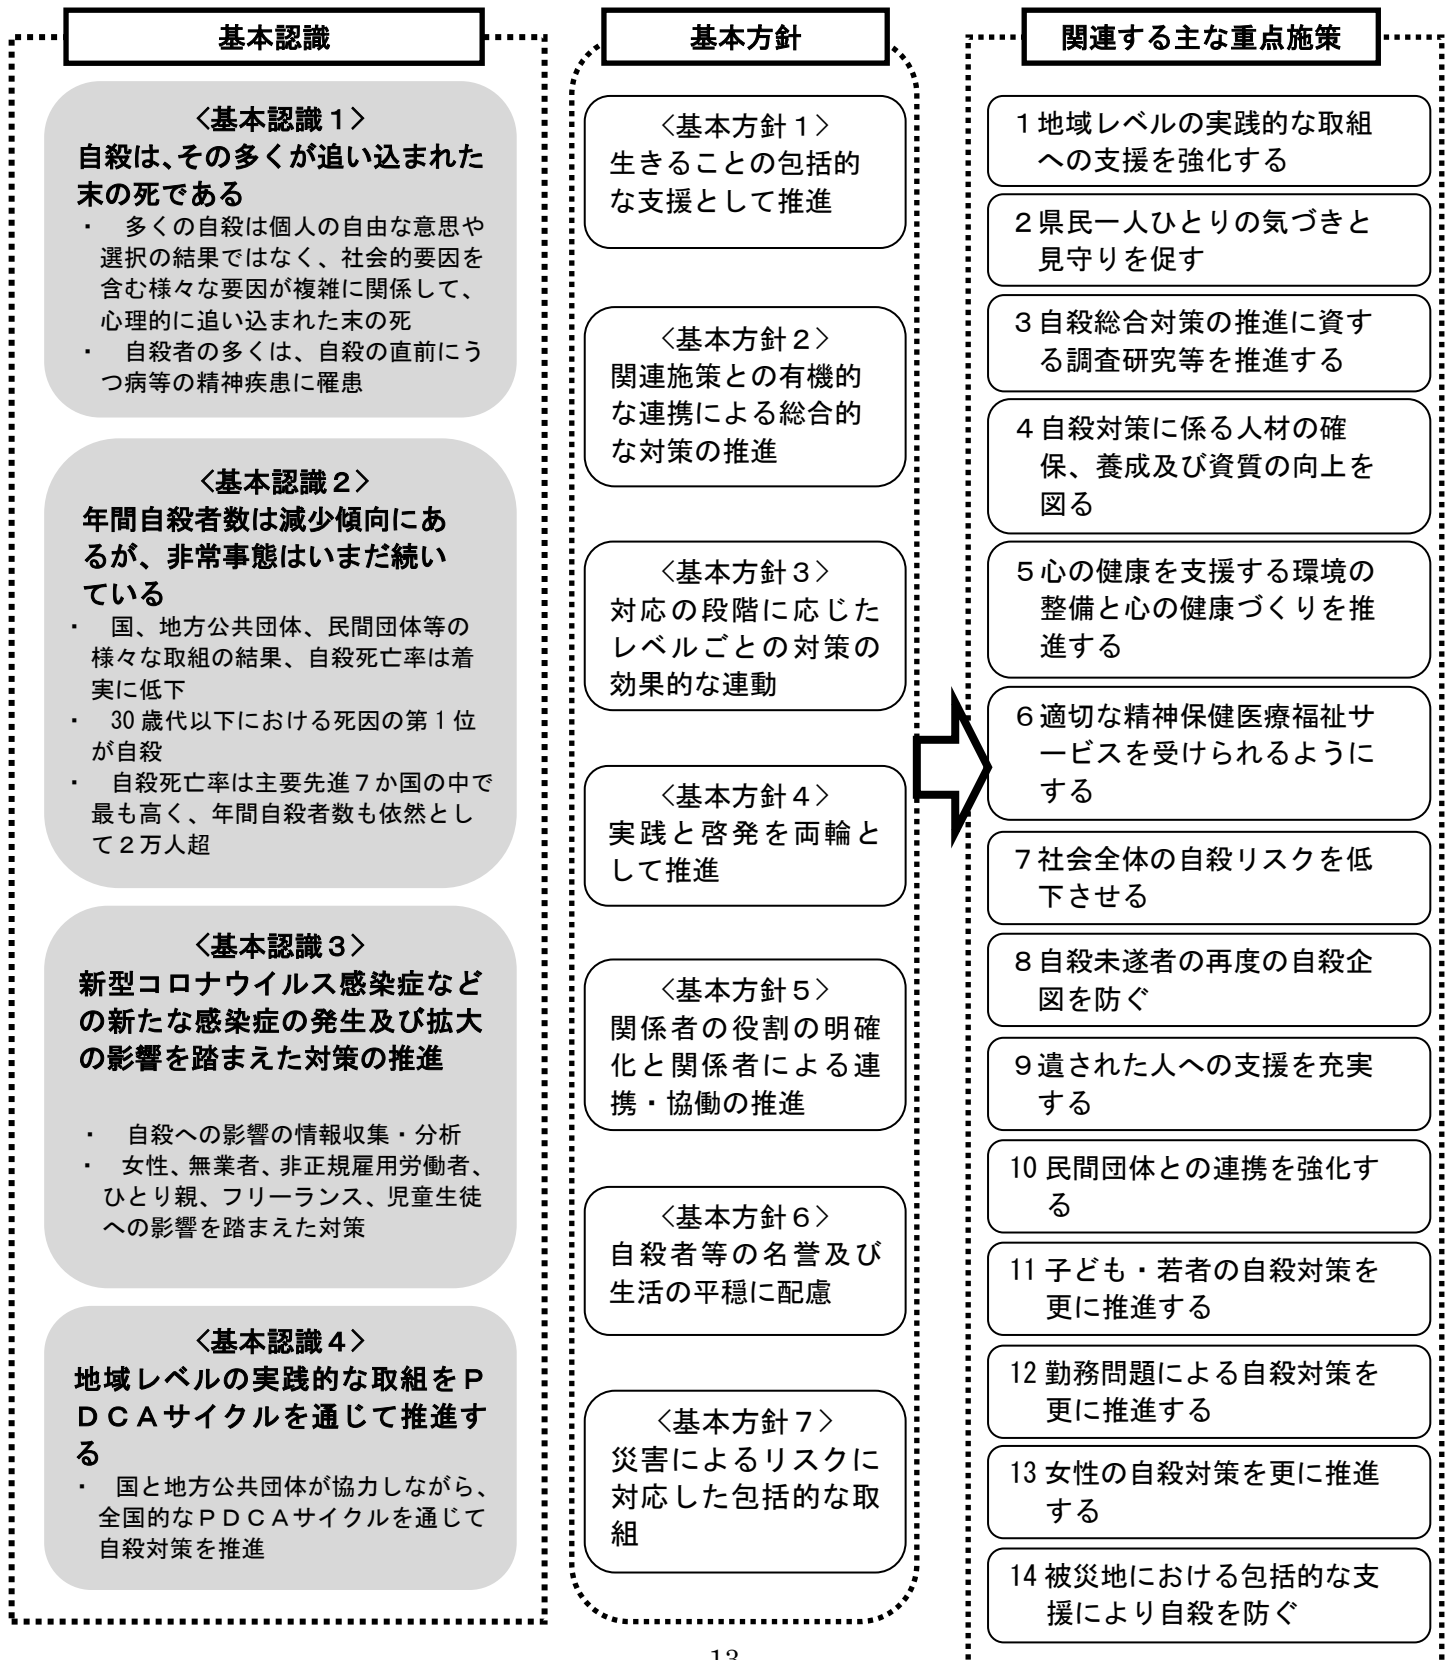 基本認識
<基本認識1>
自殺は、その多くが追い込まれた
末の死である
・ 多くの自殺は個人の自由な意思や
選択の結果ではなく、社会的要因を
含む様々な要因が複雑に関係して、
心理的に追い込まれた末の死
・ 自殺者の多くは、自殺の直前にう
つ病等の精神疾患に罹患
<基本認識2>
年間自殺者数は減少傾向にあ
るが、非常事態はいまだ続い
ている
・ 国、地方公共団体、民間団体等の
様々な取組の結果、自殺死亡率は着
実に低下
・ 30歳代以下における死因の第1位
が自殺
・ 自殺死亡率は主要先進7か国の中で
最も高く、年間自殺者数も依然とし
て2万人超
<基本認識3>
新型コロナウイルス感染症など
の新たな感染症の発生及び拡大
の影響を踏まえた対策の推進
・ 自殺への影響の情報収集・分析
・ 女性、無業者、非正規雇用労働者、
ひとり親、フリーランス、児童生徒
への影響を踏まえた対策
<基本認識4>
地域レベルの実践的な取組をP
DCAサイクルを通じて推進す
る
・ 国と地方公共団体が協力しながら、
全国的なPDCAサイクルを通じて
自殺対策を推進
基本方針
<基本方針1>
生きることの包括的
な支援として推進
<基本方針2>
関連施策との有機的
な連携による総合的
な対策の推進
<基本方針3>
対応の段階に応じた
レベルごとの対策の
効果的な連動
<基本方針4>
実践と啓発を両輪と
して推進
<基本方針5>
関係者の役割の明確
化と関係者による連
携・協働の推進
<基本方針6>
自殺者等の名誉及び
生活の平穏に配慮
<基本方針7>
災害によるリスクに
対応した包括的な取
組
関連する主な重点施策
1地域レベルの実践的な取組
への支援を強化する
2県民一人ひとりの気づきと
見守りを促す
3自殺総合対策の推進に資す
る調査研究等を推進する
4自殺対策に係る人材の確
保、養成及び資質の向上を
図る
5心の健康を支援する環境の
整備と心の健康づくりを推
進する
6適切な精神保健医療福祉サ
ービスを受けられるように
する
7社会全体の自殺リスクを低
下させる
8自殺未遂者の再度の自殺企
図を防ぐ
9遺された人への支援を充実
する
10民間団体との連携を強化す
る
11子ども・若者の自殺対策を
更に推進する
12勤務問題による自殺対策を
更に推進する
13女性の自殺対策を更に推進
する
14被災地における包括的な支
援により自殺を防ぐ
13